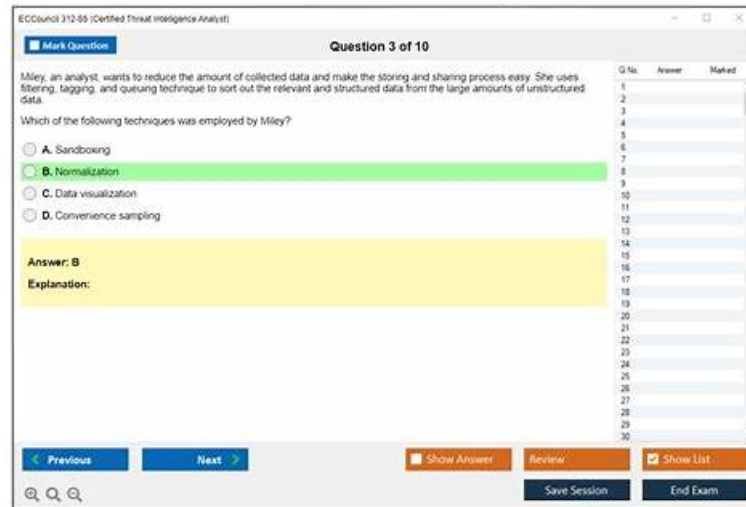 ECCouncil 312-85 (Certified Threat Intelligence Analyst)
Mark Question
Question 3 of 10
Q.No. Answer Marked
Miley, an analyst, wants to reduce the amount of collected data and make the storing and sharing process easy. She uses
filtering, tagging, and queuing technique to sort out the relevant and structured data from the large amounts of unstructured
data.
Which of the following techniques was employed by Miley?
A. Sandboxing
B. Normalization
C. Data visualization
D. Convenience sampling
Answer: B
Explanation:
1
2
3
4
5
6
7
8
9
10
11
12
13
14
15
16
17
18
19
20
21
22
23
24
25
26
27
28
29
30
Previous
Next
Show Answer
Review
Show List
Save Session
End Exam